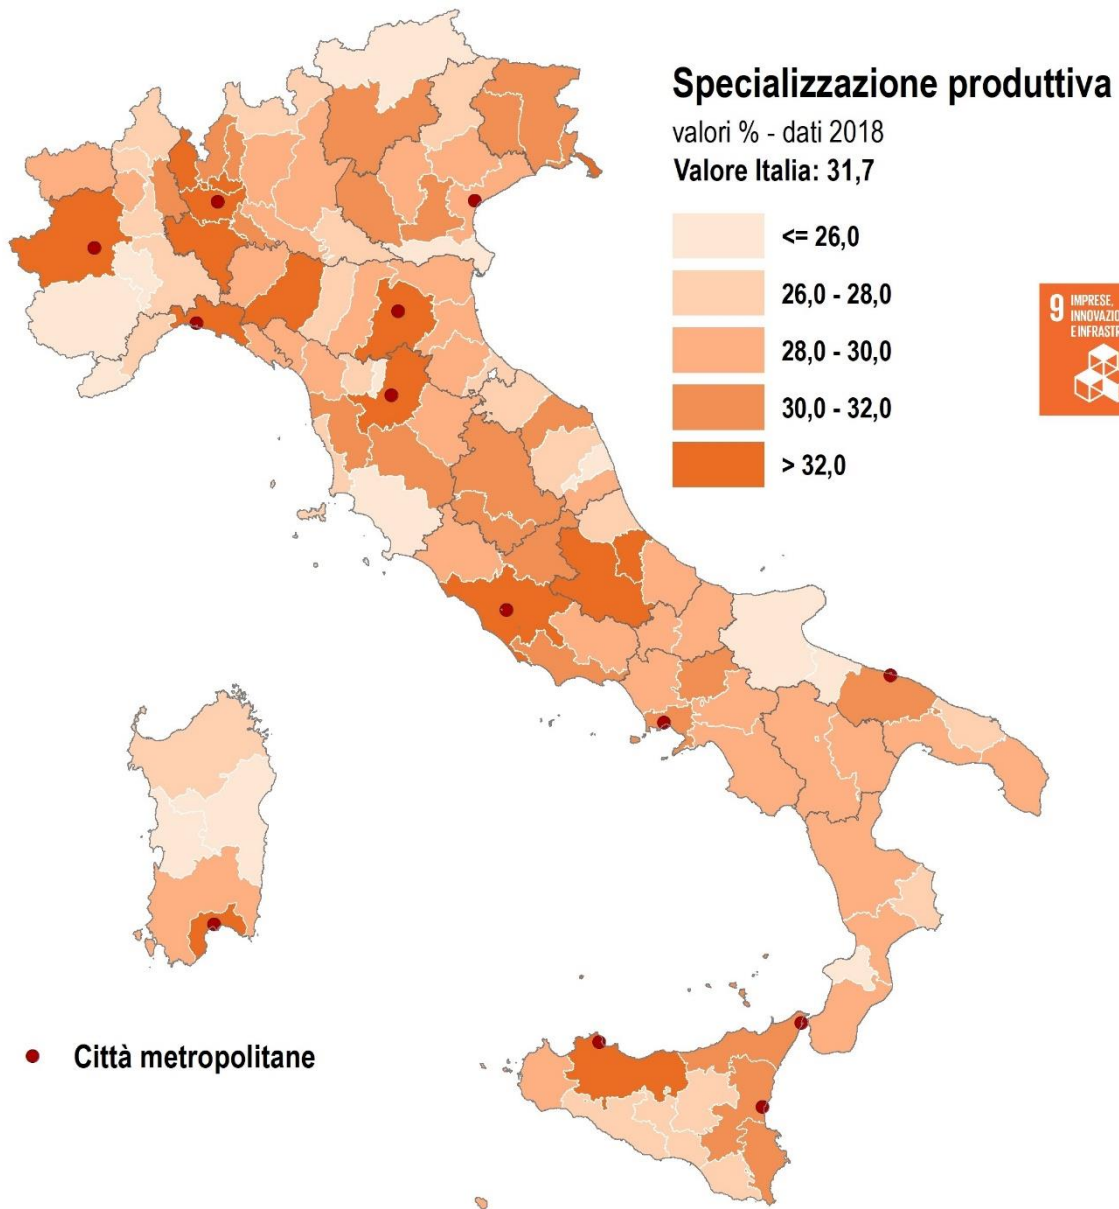 Specializzazione produttiva
valori % - dati 2018
Valore Italia: 31,7
<= 26,0
26,0 - 28,0
28,0 - 30,0
30,0 - 32,0
> 32,0
9 IMPRESE,
Città metropolitane